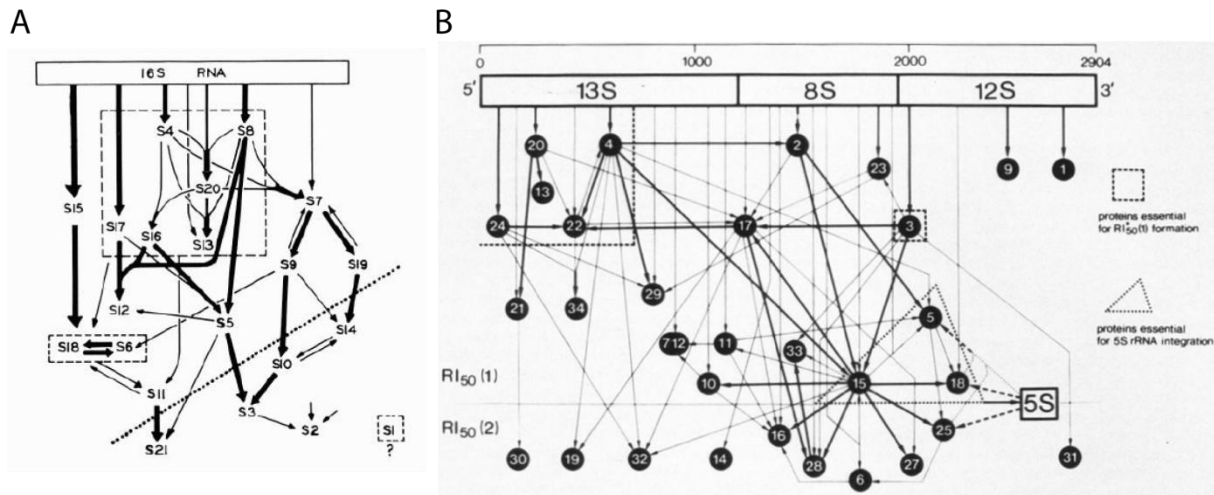 A
16S RNA
S4
S8
S20
S15
S7
S17
S16
S13
S9
S19
S12
S5
S14
S18
S6
S10
S11
S3
S2
S1
S21
?
B
0
1000
2000
2904
5'
13S
8S
12S
3'
20
4
2
23
9
1
13
24
22
17
3
proteins essential
for RI*50(1) formation
29
21
34
5
proteins essential
for 5S rRNA integration
7/12
11
33
RI50(1)
10
15
18
5S
RI50(2)
16
25
30
19
32
14
28
6
27
31